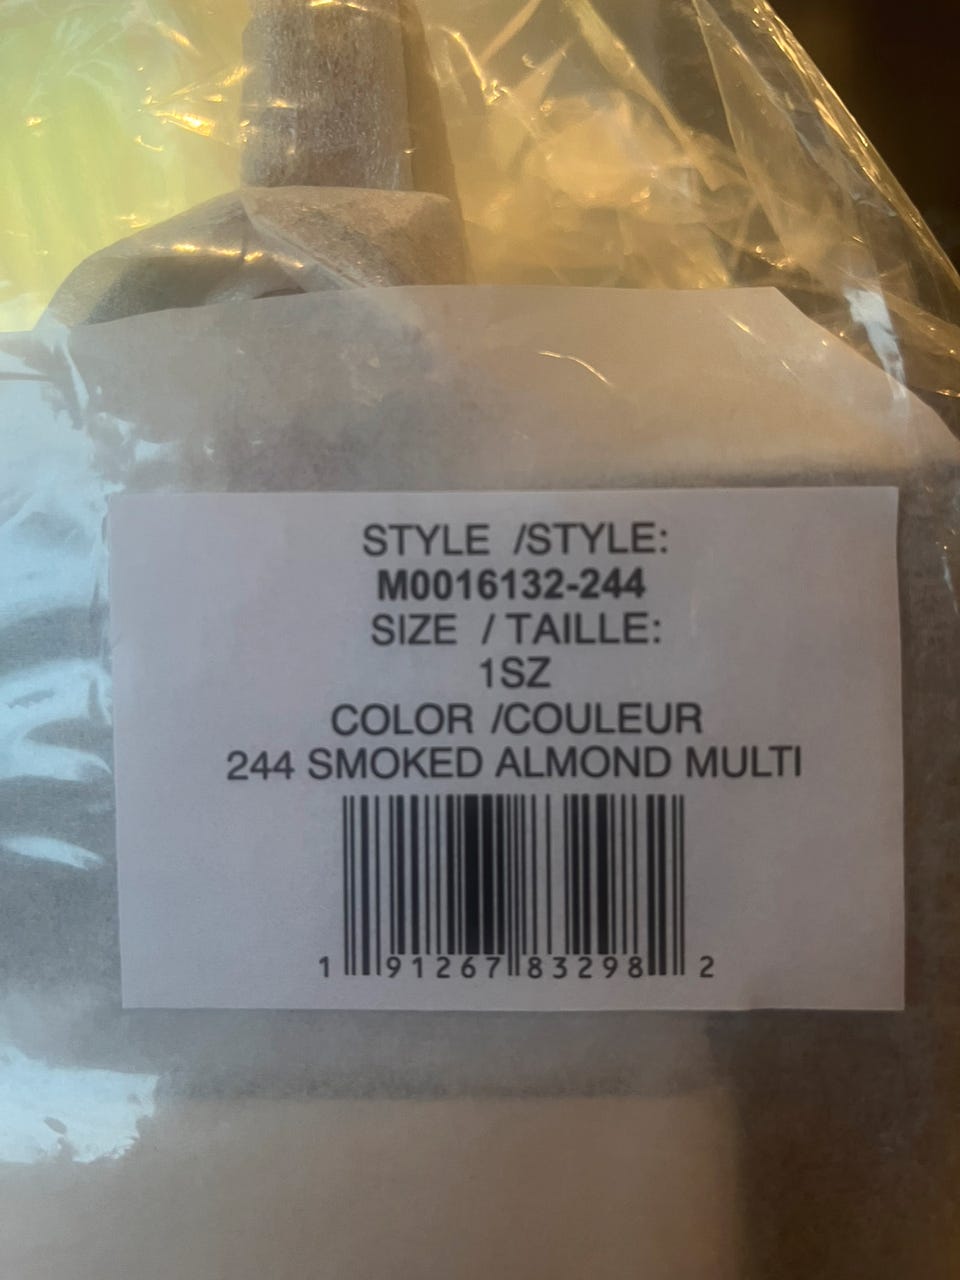 STYLE /STYLE:
M0016132-244
SIZE / TAILLE:
1SZ
COLOR /COULEUR
244 SMOKED ALMOND MULTI
1 91267 83298 2